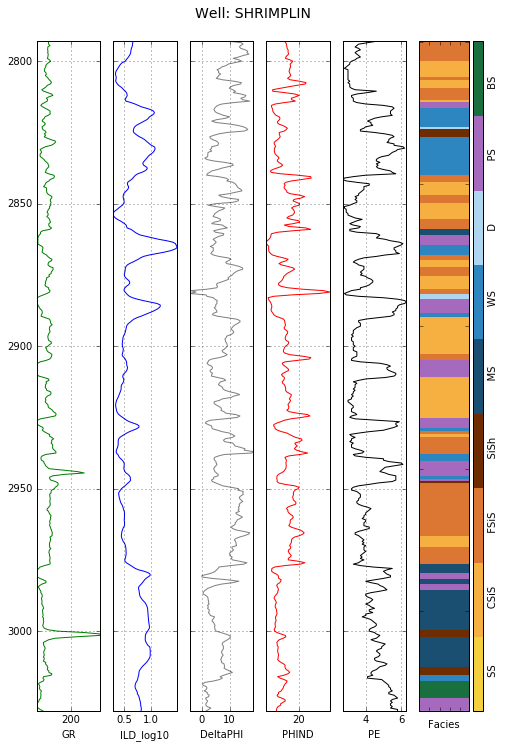 Well: SHRIMPLIN
2800
2850
2900
2950
3000
200
0.5 1.0
0 10
20
4 6
GR
ILD_log10
DeltaPHI
PHIND
PE
Facies
BS
PS
D
WS
MS
SiSh
FSiS
CSiS
SS